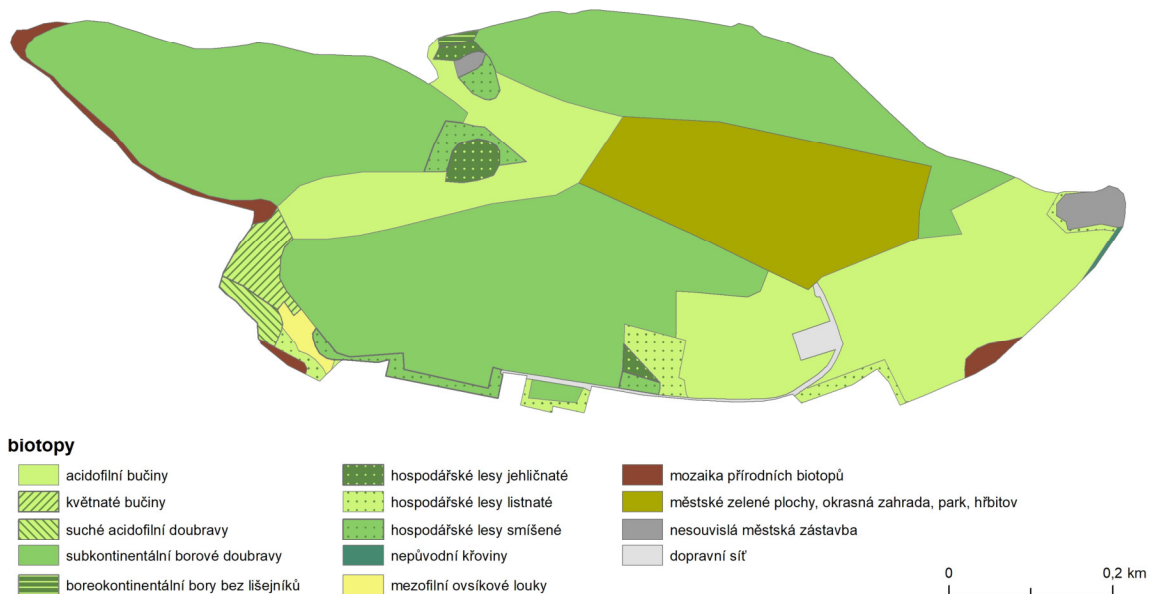 biotopy
acidofilní bučiny
květnaté bučiny
suché acidofilní doubravy
subkontinentální borové doubravy
boreokontinentální bory bez lišejníků
hospodářské lesy jehličnaté
hospodářské lesy listnaté
hospodářské lesy smíšené
nepůvodní křoviny
mezofilní ovsíkové louky
mozaika přírodních biotopů
městské zelené plochy, okrasná zahrada, park, hřbitov
nesouvislá městská zástavba
dopravní síť
0 0,2 km